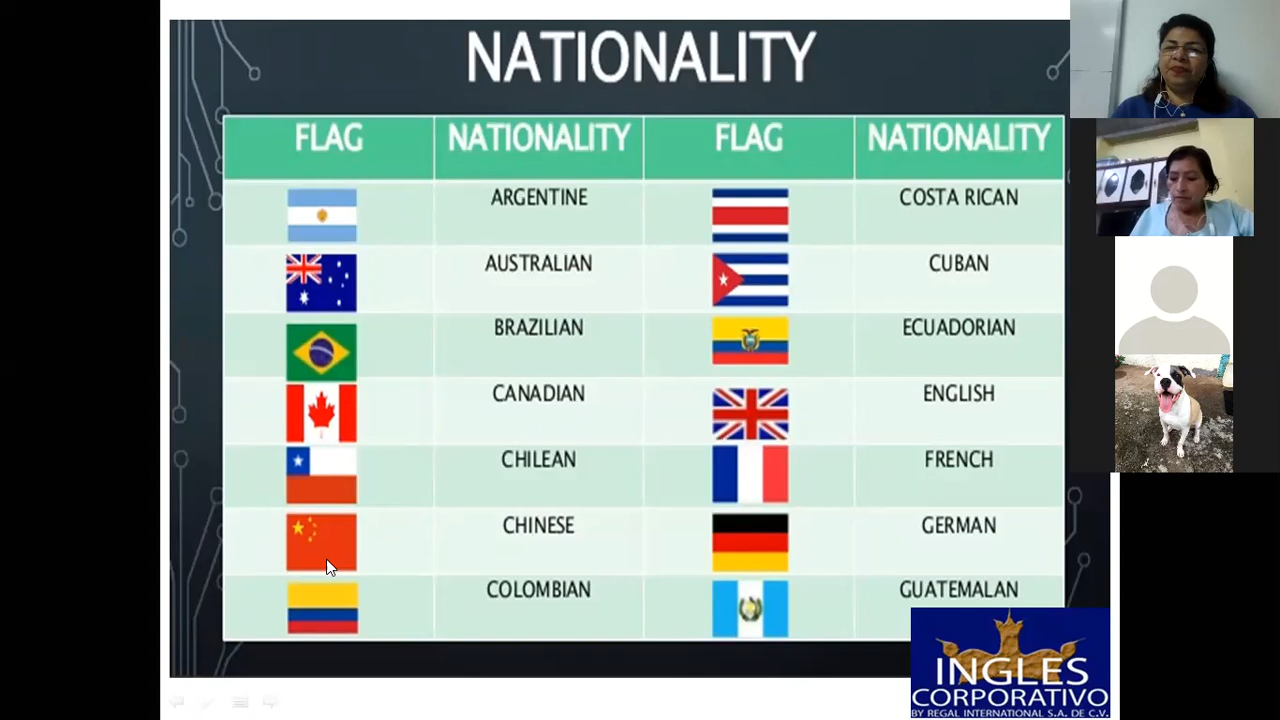 NATIONALITY
FLAG NATIONALITY FLAG NATIONALITY
ARGENTINE COSTA RICAN
AUSTRALIAN CUBAN
BRAZILIAN ECUADORIAN
CANADIAN ENGLISH
CHILEAN FRENCH
CHINESE GERMAN
COLOMBIAN GUATEMALAN
INGLES
CORPORATIVO
BY REGAL INTERNATIONAL S.A. DE C.V.